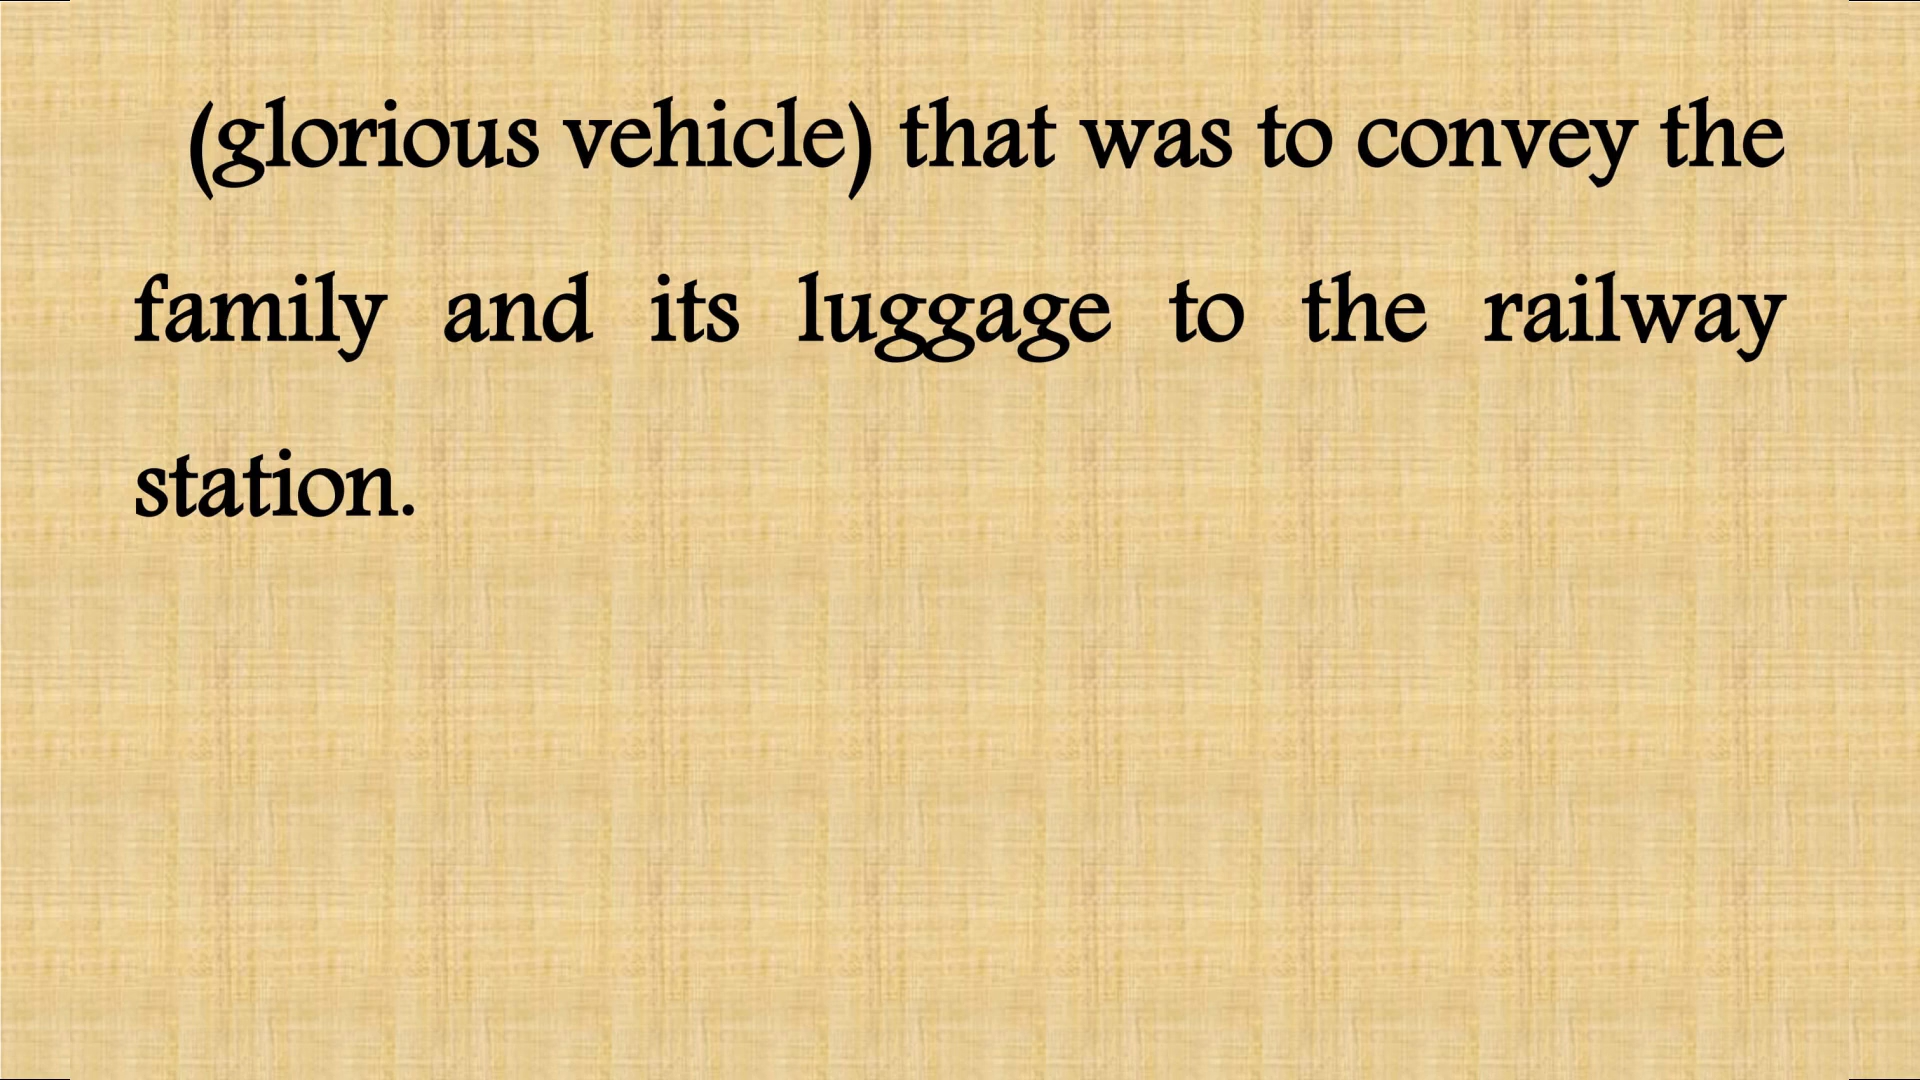 (glorious vehicle) that was to convey the
family and its luggage to the railway
station.